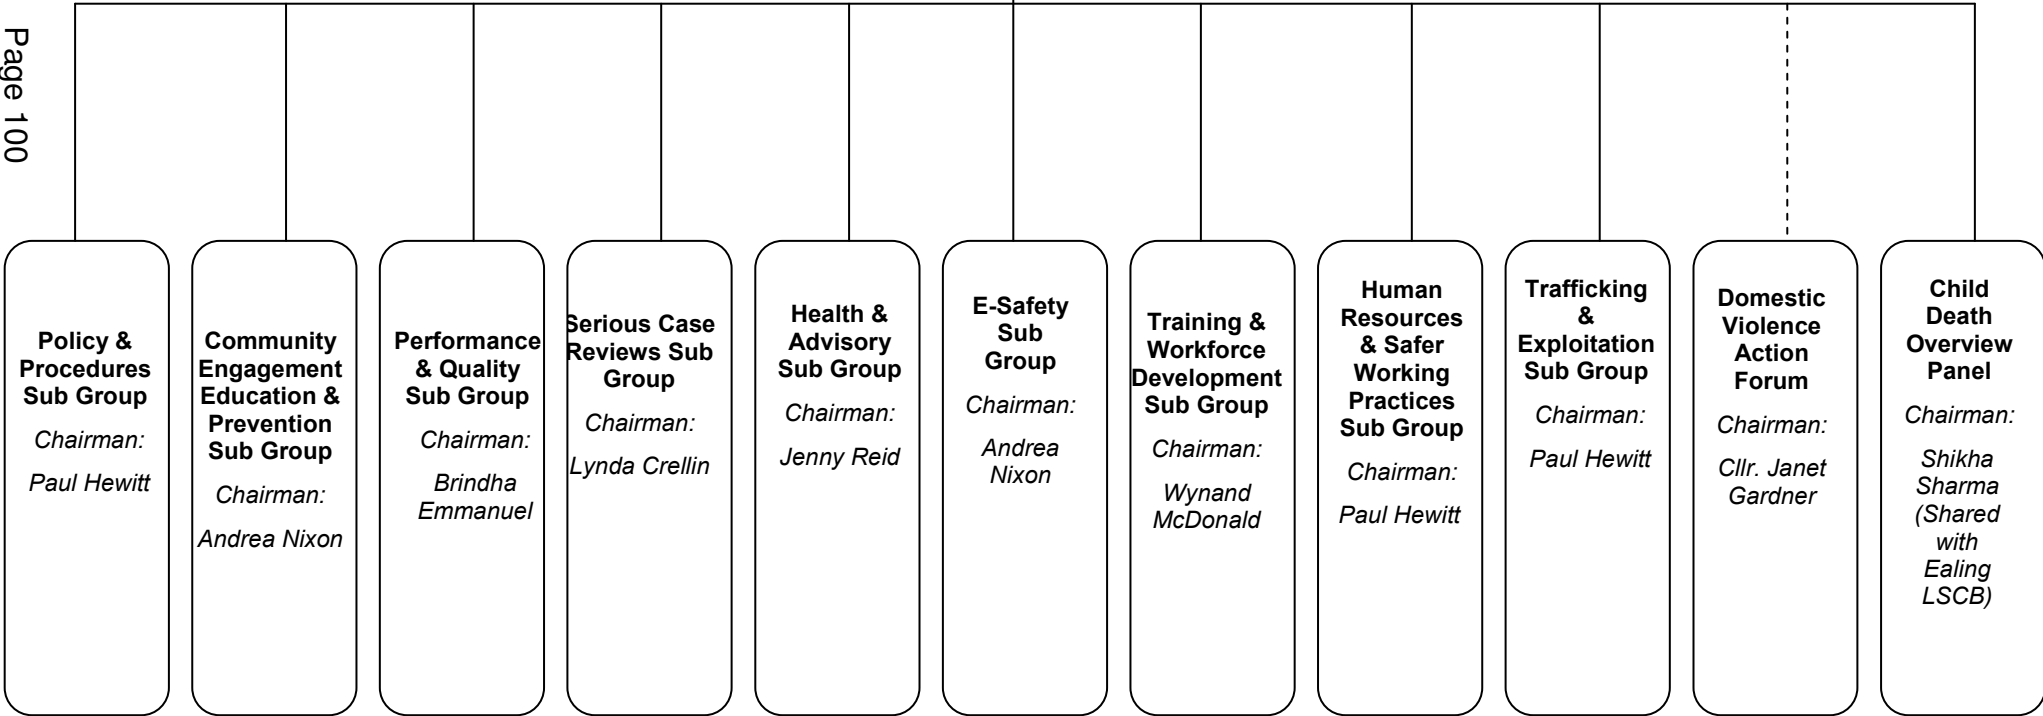 Page 100
Policy &
Procedures
Sub Group
Chairman:
Paul Hewitt
Community
Engagement
Education &
Prevention
Sub Group
Chairman:
Andrea Nixon
Performance
& Quality
Sub Group
Chairman:
Brindha
Emmanuel
Serious Case
Reviews Sub
Group
Chairman:
Lynda Crellin
Health &
Advisory
Sub Group
Chairman:
Jenny Reid
E-Safety
Sub
Group
Chairman:
Andrea
Nixon
Training &
Workforce
Development
Sub Group
Chairman:
Wynand
McDonald
Human
Resources
& Safer
Working
Practices
Sub Group
Chairman:
Paul Hewitt
Trafficking
&
Exploitation
Sub Group
Chairman:
Paul Hewitt
Domestic
Violence
Action
Forum
Chairman:
Cllr. Janet
Gardner
Child
Death
Overview
Panel
Chairman:
Shikha
Sharma
(Shared
with
Ealing
LSCB)